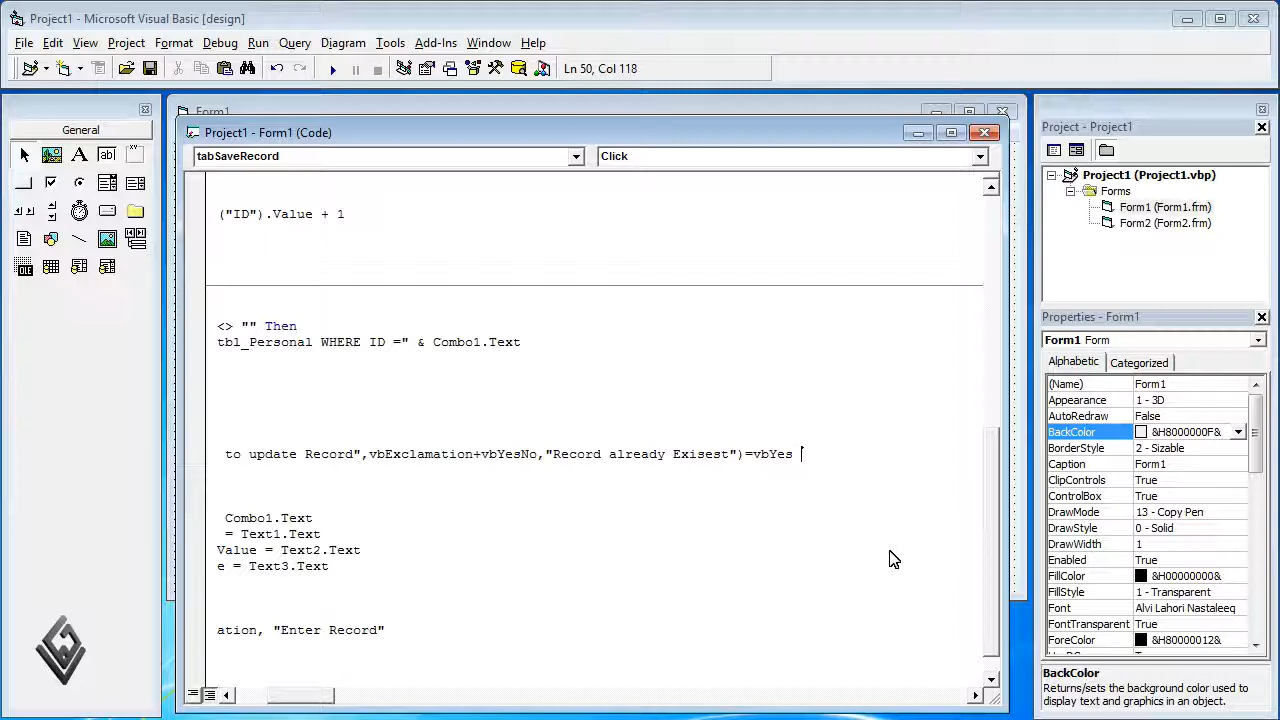 Project1 - Microsoft Visual Basic [design]
File Edit View Project Format Debug Run Query Diagram Tools Add-Ins Window Help
Ln 50, Col 118
General
Form1
Project1 - Form1 (Code)
tabSaveRecord Click
("ID").Value + 1
<> "" Then
tbl_Personal WHERE ID =" & Combo1.Text
to update Record",vbExclamation+vbYesNo,"Record already Exisest")=vbYes
Combo1.Text
= Text1.Text
Value = Text2.Text
e = Text3.Text
ation, "Enter Record"
Project - Project1
Project1 (Project1.vbp)
Forms
Form1 (Form1.frm)
Form2 (Form2.frm)
Properties - Form1
Form1 Form
Alphabetic Categorized
(Name) Form1
Appearance 1 - 3D
AutoRedraw False
BackColor &H8000000F&
BorderStyle 2 - Sizable
Caption Form1
ClipControls True
ControlBox True
DrawMode 13 - Copy Pen
DrawStyle 0 - Solid
DrawWidth 1
Enabled True
FillColor &H00000000&
FillStyle 1 - Transparent
Font Alvi Lahori Nastaleeq
FontTransparent True
ForeColor &H80000012&
BackColor
Returns/sets the background color used to
display text and graphics in an object.